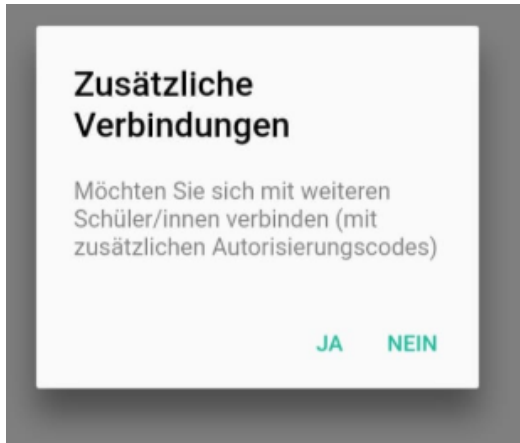 Zusätzliche
Verbindungen
Möchten Sie sich mit weiteren
Schüler/innen verbinden (mit
zusätzlichen Autorisierungscodes)
JA NEIN